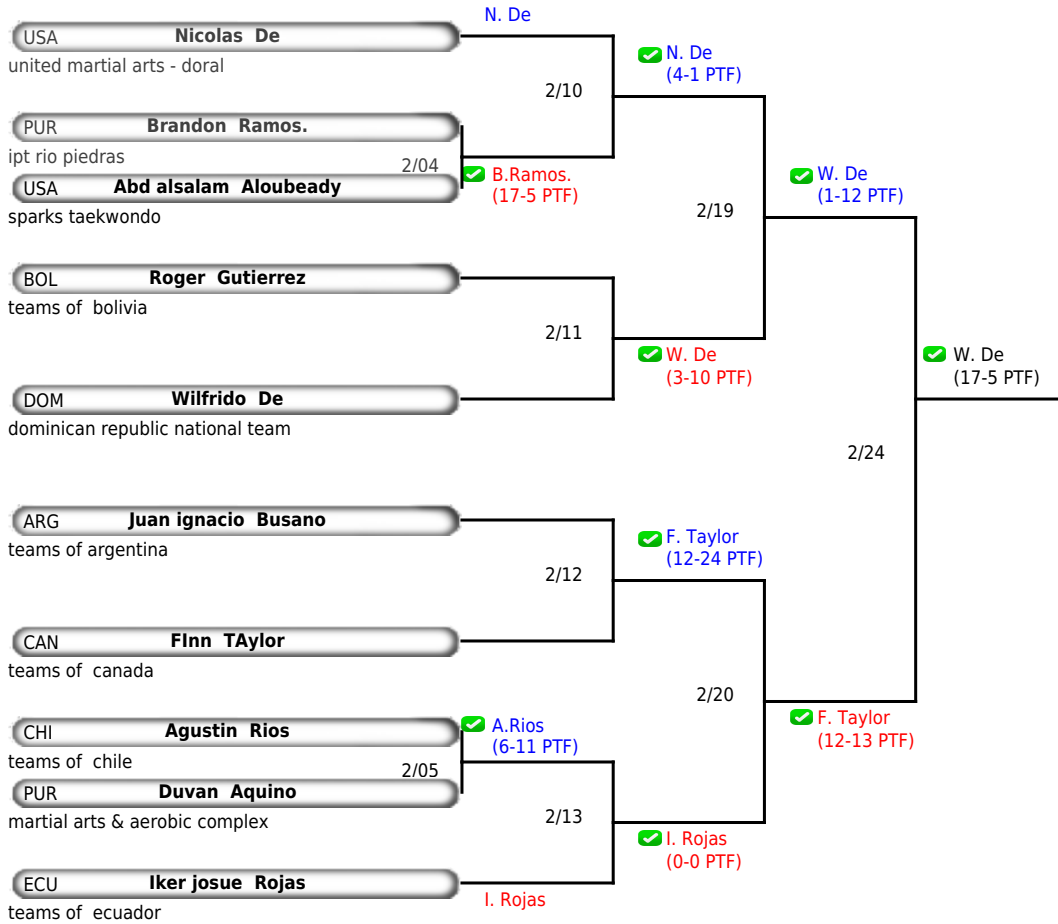 N. De
USA Nicolas De
united martial arts - doral
N. De
(4-1 PTF)
2/10
PUR Brandon Ramos.
ipt rio piedras
2/04
B.Ramos.
(17-5 PTF)
USA Abd alsalam Aloubeady
sparks taekwondo
W. De
(1-12 PTF)
2/19
BOL Roger Gutierrez
teams of bolivia
2/11
W. De
(3-10 PTF)
W. De
(17-5 PTF)
DOM Wilfrido De
dominican republic national team
2/24
ARG Juan ignacio Busano
teams of argentina
F. Taylor
(12-24 PTF)
2/12
CAN FInn TAylor
teams of canada
2/20
CHI Agustin Rios
teams of chile
A.Rios
(6-11 PTF)
F. Taylor
(12-13 PTF)
2/05
PUR Duvan Aquino
martial arts & aerobic complex
2/13
I. Rojas
(0-0 PTF)
ECU Iker josue Rojas
teams of ecuador
I. Rojas